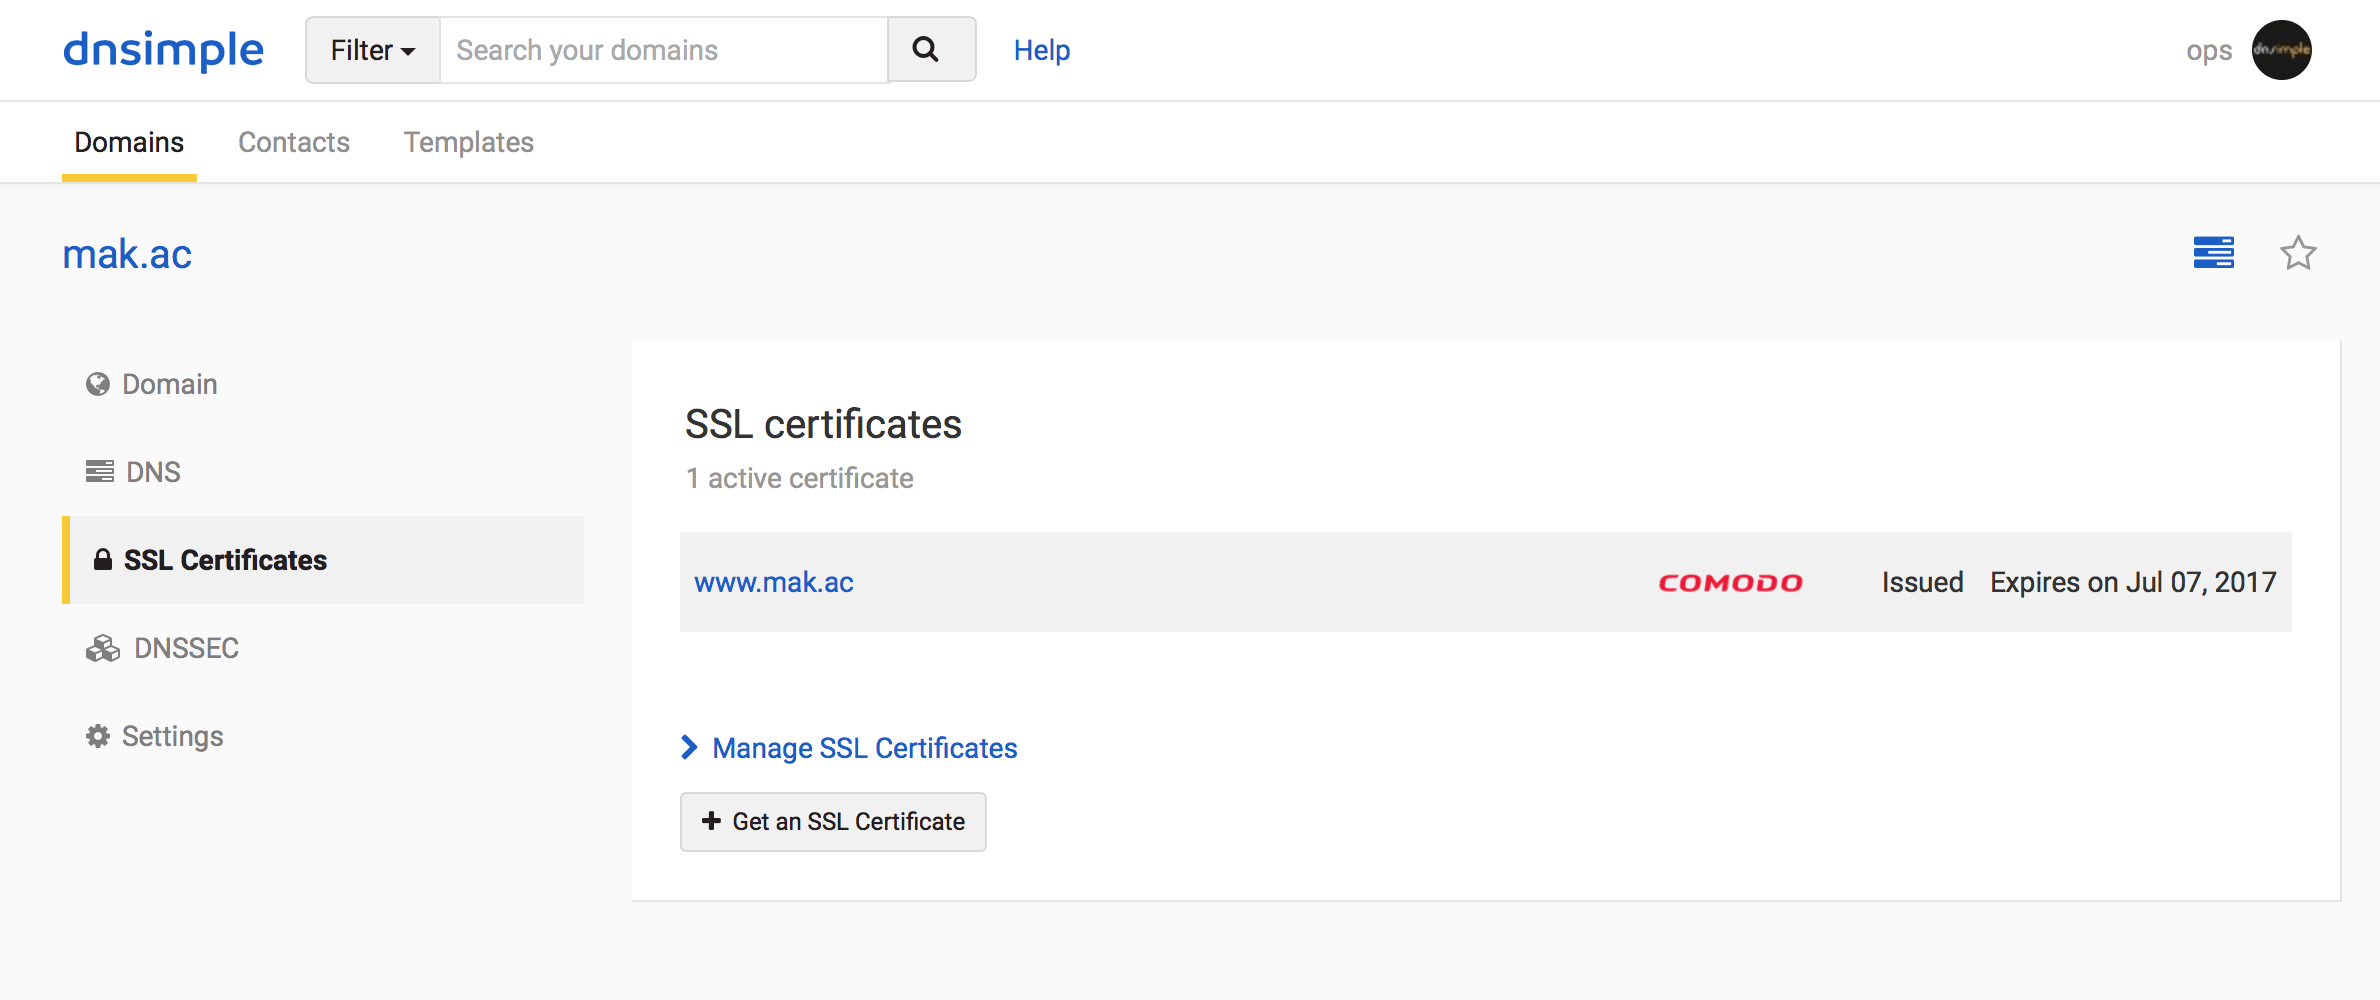 dnsimple Filter Search your domains Help ops dnsimple
Domains Contacts Templates
mak.ac
Domain
DNS
SSL Certificates
DNSSEC
Settings
SSL certificates
1 active certificate
www.mak.ac COMODO Issued Expires on Jul 07, 2017
Manage SSL Certificates
Get an SSL Certificate